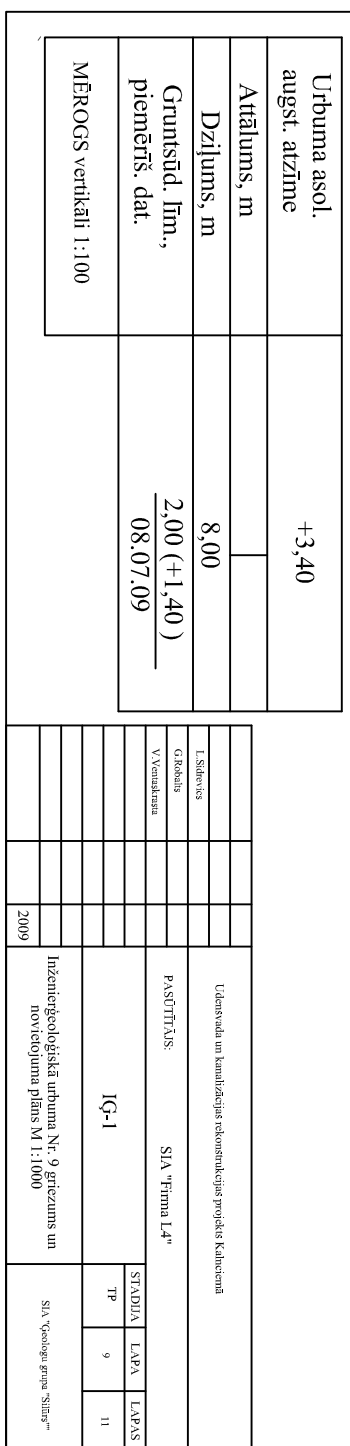 Urbuma asol.
augst. atzīme
+3,40
Attālums, m
Dziļums, m
8,00
Gruntsūd. līm.,
piemērīš. dat.
2,00 (+1,40 )
08.07.09
MĒROGS vertikāli 1:100
Ūdensvada un kanalizācijas rekonstrukcijas projekts Kalnciemā
L.Sidrevics
G.Robalts
V.Ventaskrasta
PASŪTĪTĀJS:
SIA "Firma L4"
IĢ-1
STADIJA
LAPA
LAPAS
TP
9
11
2009
Inženierģeoloģiskā urbuma Nr. 9 griezums un
novietojuma plāns M 1:1000
SIA "Ģeologu grupa "Silūrs""